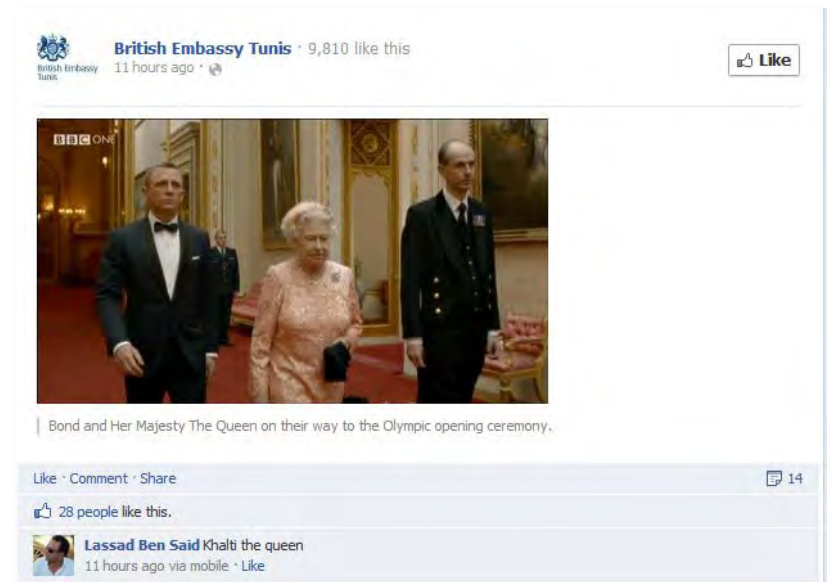 British Embassy Tunis · 9,810 like this
British Embassy
Tunis
11 hours ago ·
Like
BBC ONE
Bond and Her Majesty The Queen on their way to the Olympic opening ceremony.
Like · Comment · Share
14
28 people like this.
Lassad Ben Said Khalti the queen
11 hours ago via mobile · Like